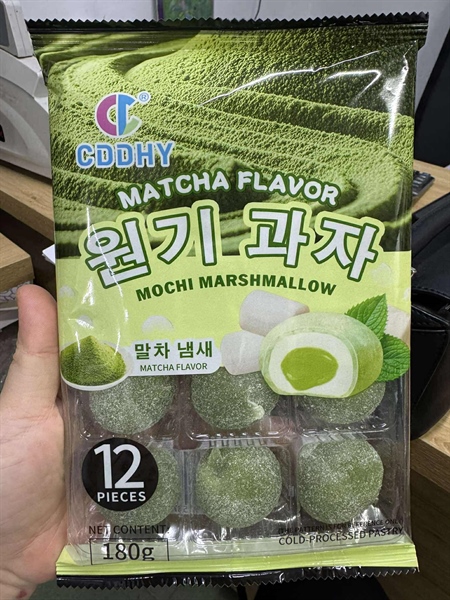 ®
CDDHY
MATCHA FLAVOR
원기 과자
MOCHI MARSHMALLOW
말차 냄새
MATCHA FLAVOR
12
PIECES
NET CONTENT/
180g
COLD-PROCESSED PASTRY